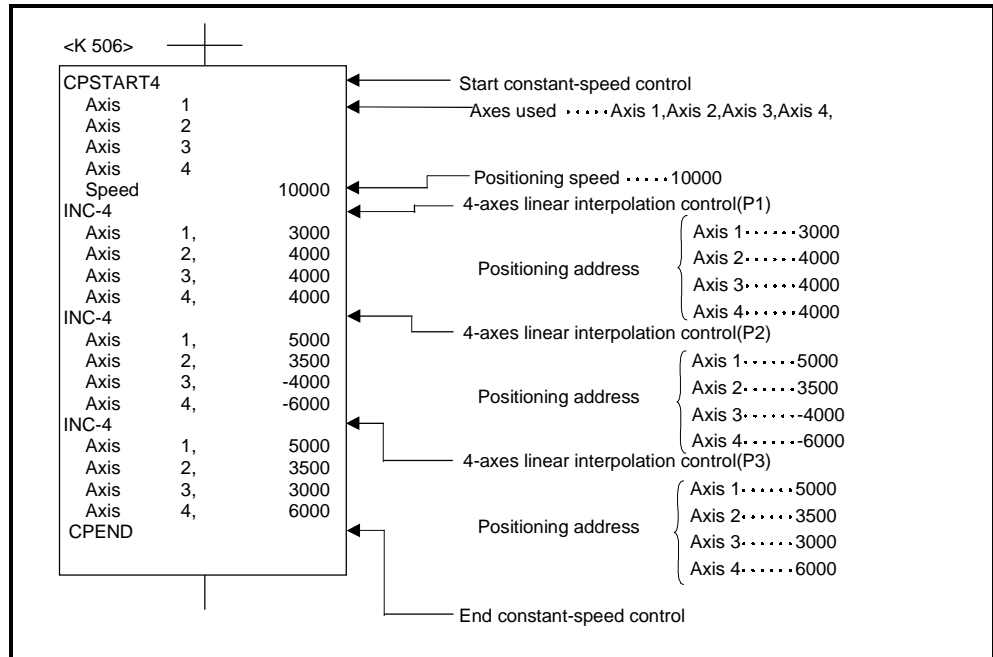 <K 506>
CPSTART4
Axis 1
Axis 2
Axis 3
Axis 4
Speed 10000
INC-4
Axis 1, 3000
Axis 2, 4000
Axis 3, 4000
Axis 4, 4000
INC-4
Axis 1, 5000
Axis 2, 3500
Axis 3, -4000
Axis 4, -6000
INC-4
Axis 1, 5000
Axis 2, 3500
Axis 3, 3000
Axis 4, 6000
CPEND
Start constant-speed control
Axes used ·····Axis 1,Axis 2,Axis 3,Axis 4,
Positioning speed ·····10000
4-axes linear interpolation control(P1)
Positioning address
Axis 1······3000
Axis 2······4000
Axis 3······4000
Axis 4······4000
4-axes linear interpolation control(P2)
Positioning address
Axis 1······5000
Axis 2······3500
Axis 3······-4000
Axis 4······-6000
4-axes linear interpolation control(P3)
Positioning address
Axis 1······5000
Axis 2······3500
Axis 3······3000
Axis 4······6000
End constant-speed control